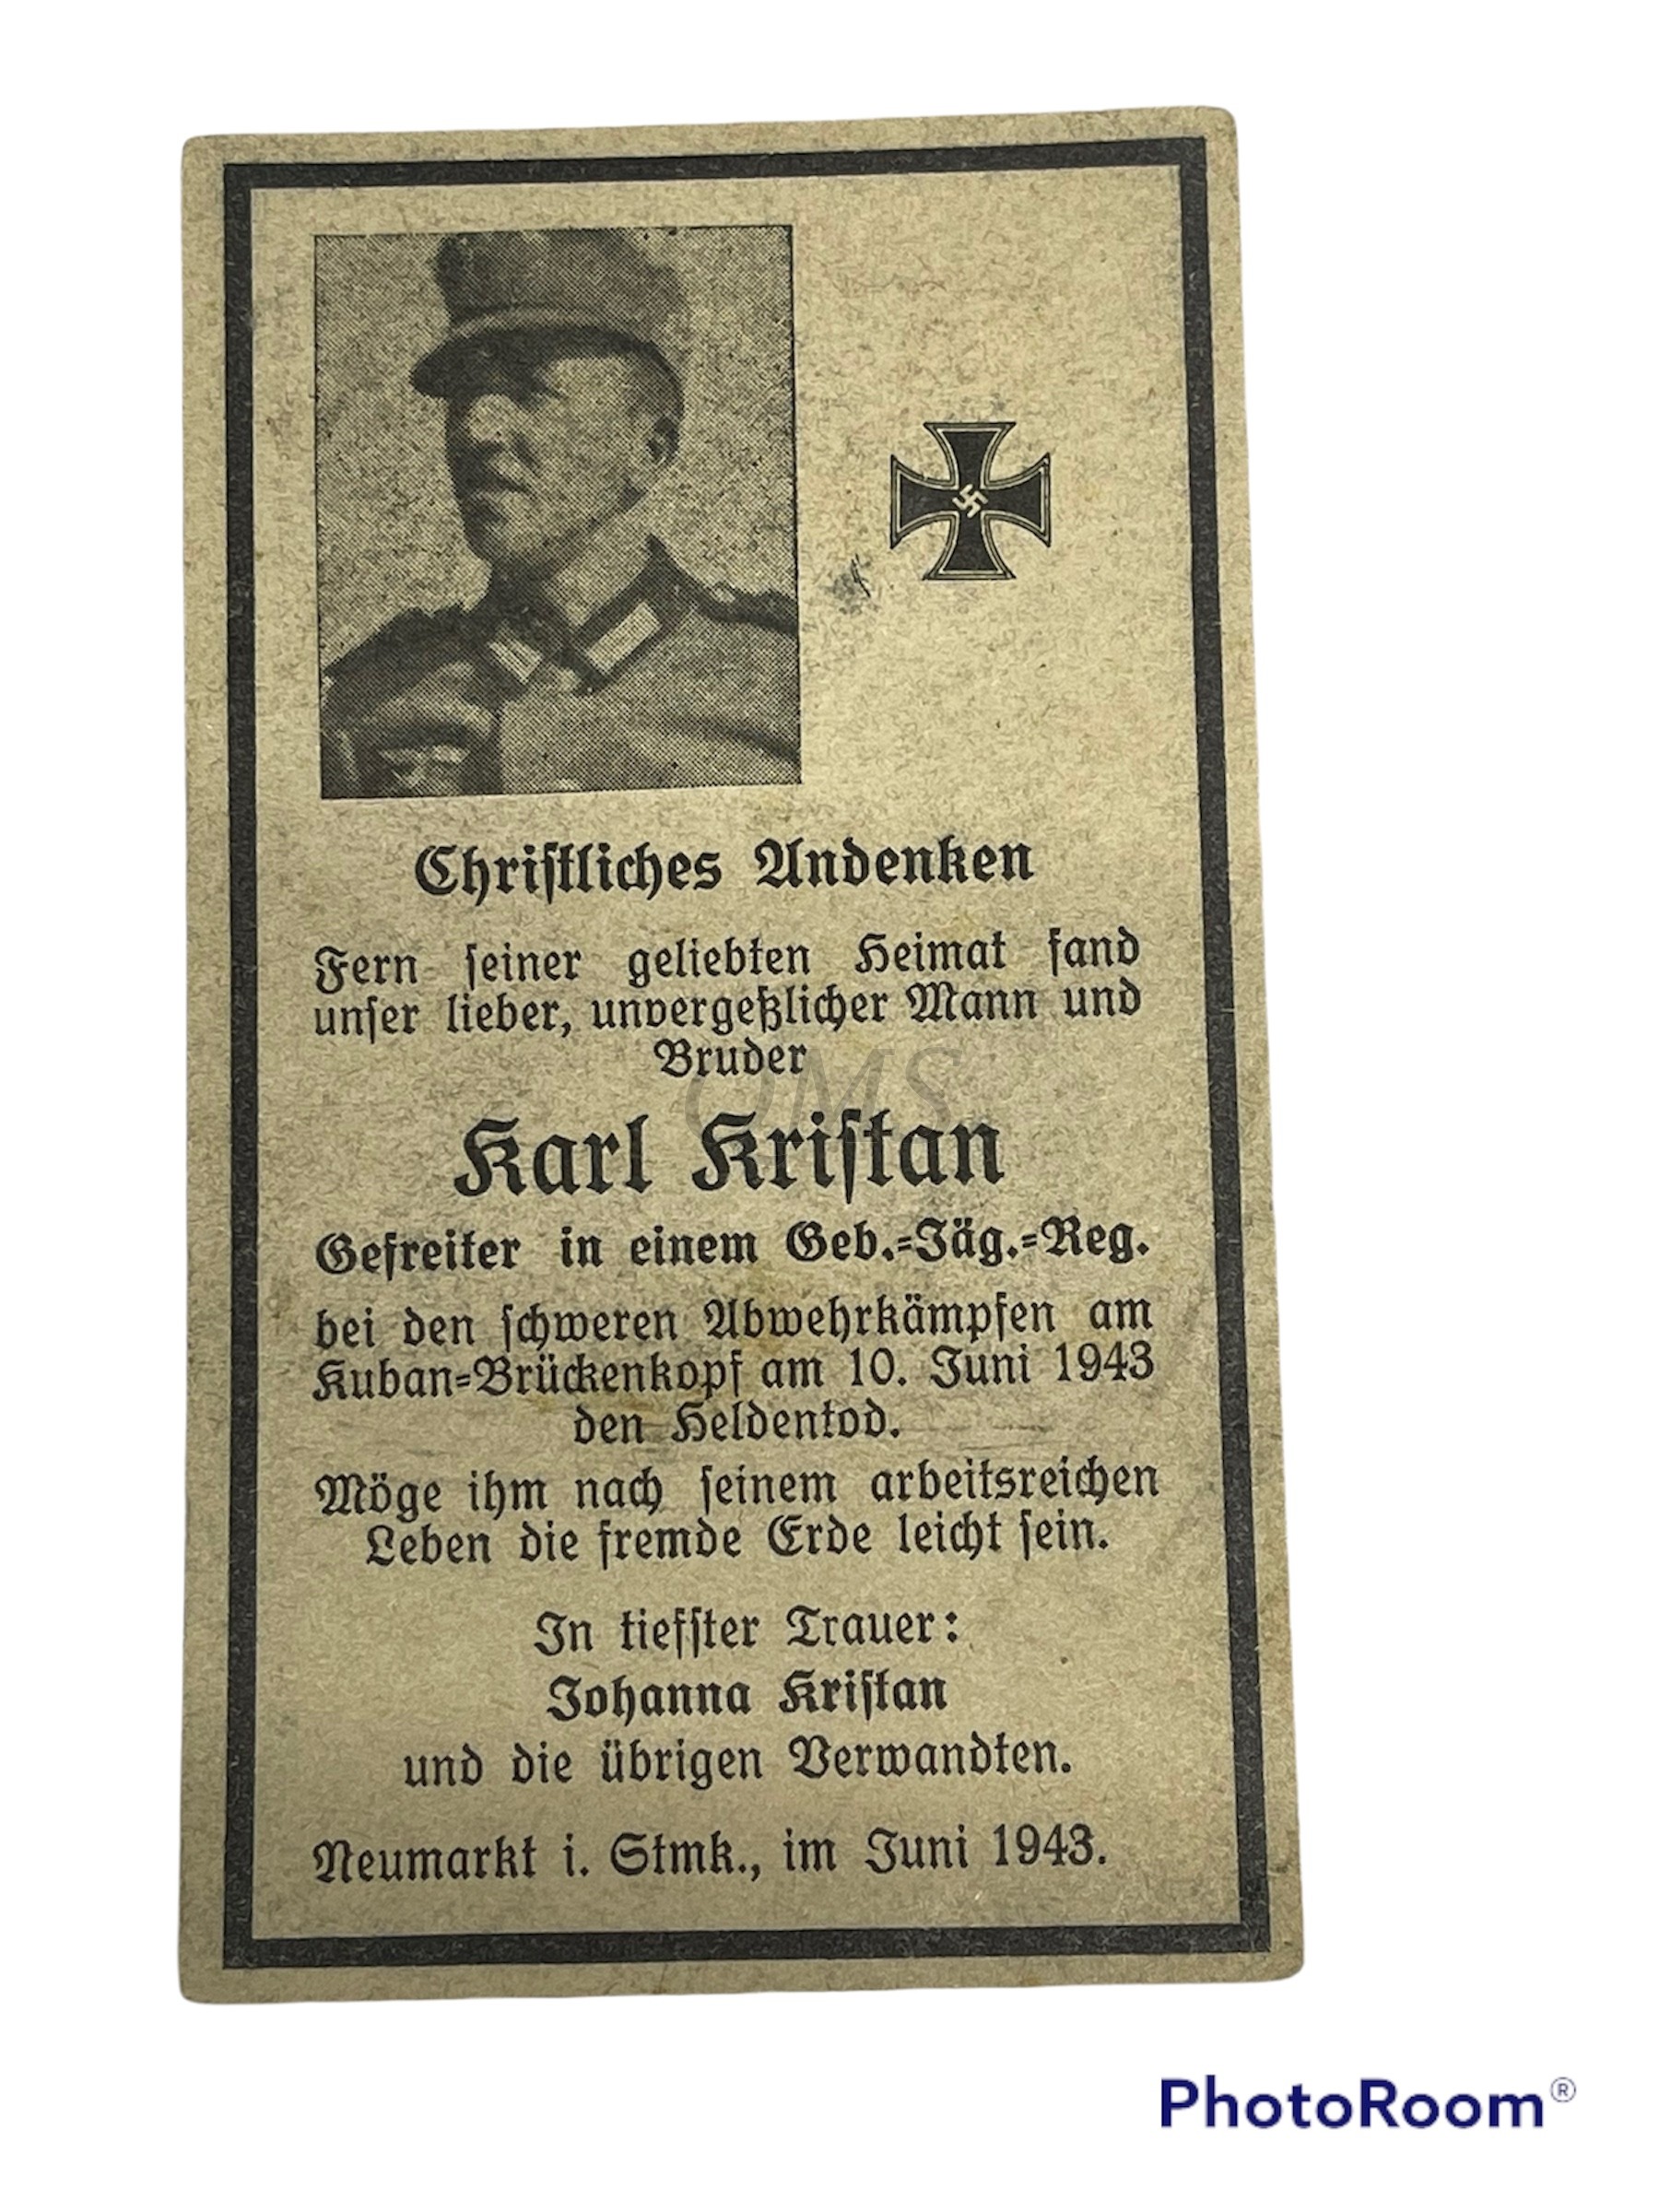 Christliches Andenken
Fern seiner geliebten Heimat fand
unser lieber, unvergeßlicher Mann und
Bruder
OMS
Karl Kristan
Gefreiter in einem Geb.-Jäg.-Reg.
bei den schweren Abwehrkämpfen am
Kuban-Brückenkopf am 10. Juni 1943
den Heldentod.
Möge ihm nach seinem arbeitsreichen
Leben die fremde Erde leicht sein.
In tiefster Trauer:
Johanna Kristan
und die übrigen Verwandten.
Neumarkt i. Stmk., im Juni 1943.
PhotoRoom®